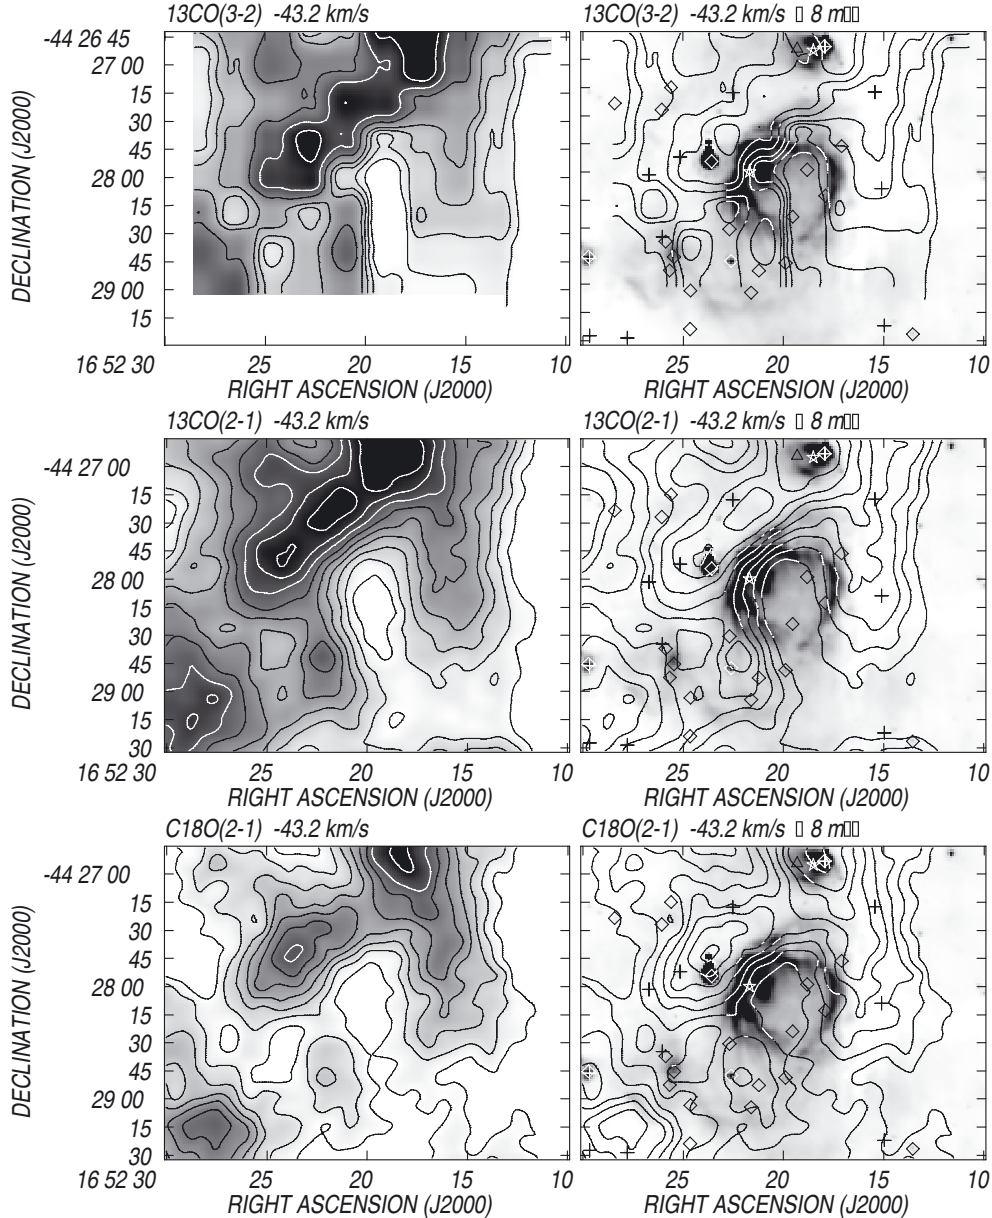 13CO(3-2) -43.2 km/s
13CO(3-2) -43.2 km/s ▯ 8 m▯▯
DECLINATION (J2000)
-44 26 45
27 00
15
30
45
28 00
15
30
45
29 00
15
16 52 30
25
20
15
10
25
20
15
10
RIGHT ASCENSION (J2000)
RIGHT ASCENSION (J2000)
13CO(2-1) -43.2 km/s
13CO(2-1) -43.2 km/s ▯ 8 m▯▯
DECLINATION (J2000)
-44 27 00
15
30
45
28 00
15
30
45
29 00
15
30
16 52 30
25
20
15
10
25
20
15
10
RIGHT ASCENSION (J2000)
RIGHT ASCENSION (J2000)
C18O(2-1) -43.2 km/s
C18O(2-1) -43.2 km/s ▯ 8 m▯▯
DECLINATION (J2000)
-44 27 00
15
30
45
28 00
15
30
45
29 00
15
30
16 52 30
25
20
15
10
25
20
15
10
RIGHT ASCENSION (J2000)
RIGHT ASCENSION (J2000)